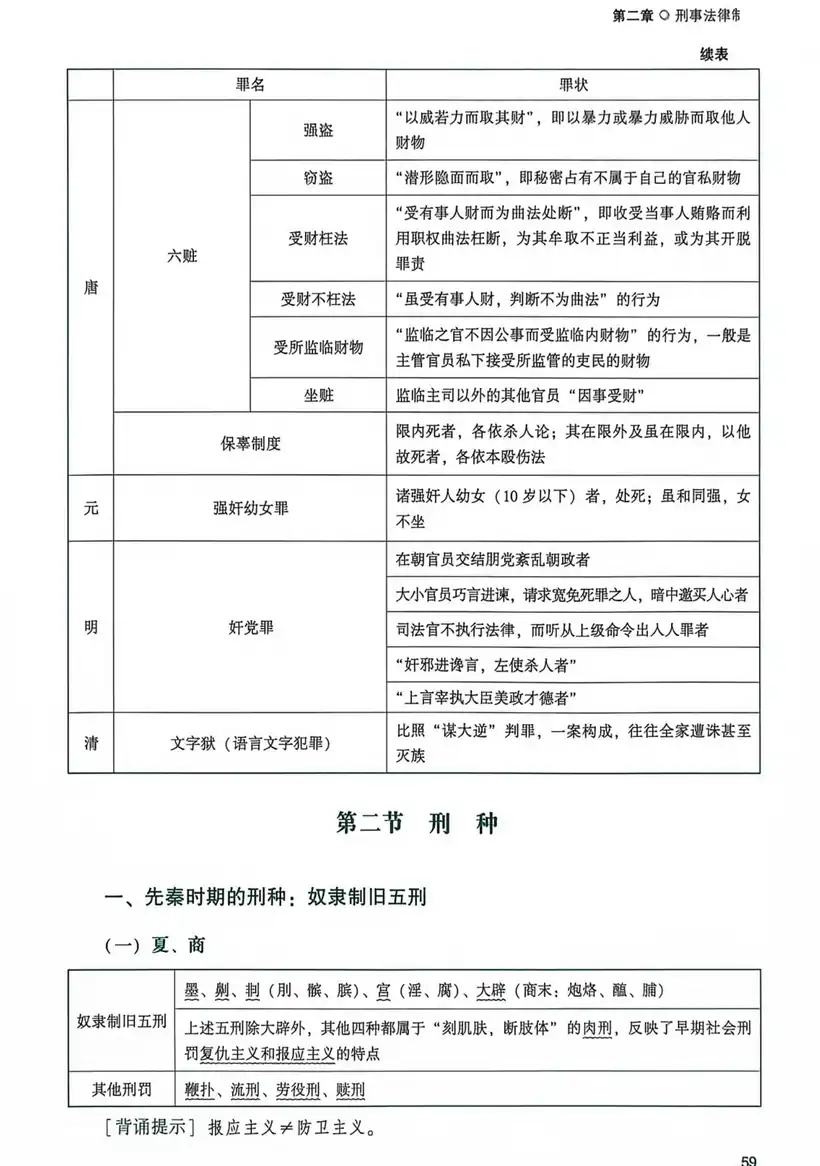 第二章 刑事法律制
续表
罪名 罪状
唐
六赃
强盗
“以威若力而取其财”，即以暴力或暴力威胁而取他人
财物
窃盗
“潜形隐面而取”，即秘密占有不属于自己的官私财物
受财枉法
“受有事人财而为曲法处断”，即收受当事人贿赂而利
用职权曲法枉断，为其牟取不正当利益，或为其开脱
罪责
受财不枉法
“虽受有事人财，判断不为曲法”的行为
受所监临财物
“监临之官不因公事而受监临内财物”的行为，一般是
主管官员私下接受所监管的吏民的财物
坐赃
监临主司以外的其他官员“因事受财”
保辜制度
限内死者，各依杀人论；其在限外及虽在限内，以他
故死者，各依本殴伤法
元
强奸幼女罪
诸强奸人幼女（10岁以下）者，处死；虽和同强，女
不坐
明
奸党罪
在朝官员交结朋党紊乱朝政者
大小官员巧言进谏，请求宽免死罪之人，暗中邀买人心者
司法官不执行法律，而听从上级命令出入人罪者
“奸邪进谗言，左使杀人者”
“上言宰执大臣美政才德者”
清
文字狱（语言文字犯罪）
比照“谋大逆”判罪，一案构成，往往全家遭诛甚至
灭族
第二节 刑 种
一、先秦时期的刑种：奴隶制旧五刑
（一）夏、商
奴隶制旧五刑
墨、劓、剕（刖、髌、膑）、宫（淫、腐）、大辟（商末：炮烙、醢、脯）
上述五刑除大辟外，其他四种都属于“刻肌肤，断肢体”的肉刑，反映了早期社会刑
罚复仇主义和报应主义的特点
其他刑罚
鞭扑、流刑、劳役刑、赎刑
［背诵提示］报应主义≠防卫主义。
59